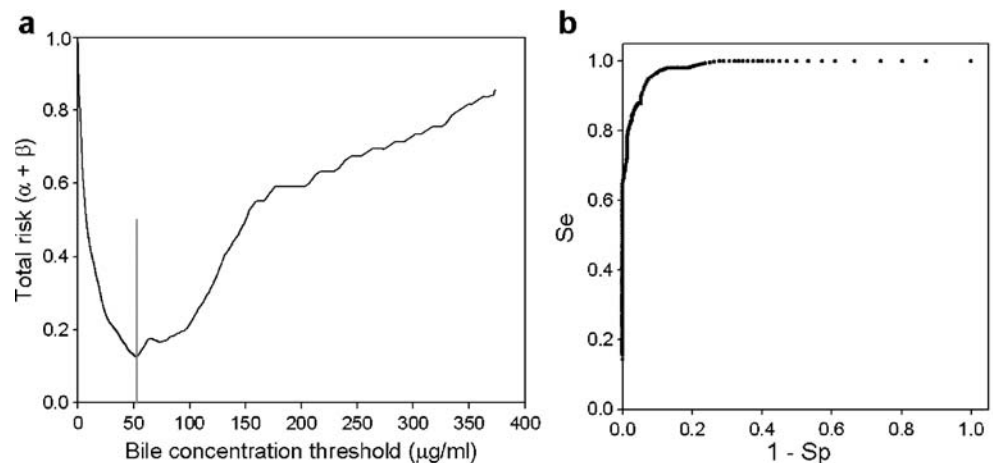 a
Total risk (α + β)
1.0
0.8
0.6
0.4
0.2
0.0
0 50 100 150 200 250 300 350 400
Bile concentration threshold (µg/ml)
b
Se
1.0
0.8
0.6
0.4
0.2
0.0
0.0 0.2 0.4 0.6 0.8 1.0
1 - Sp